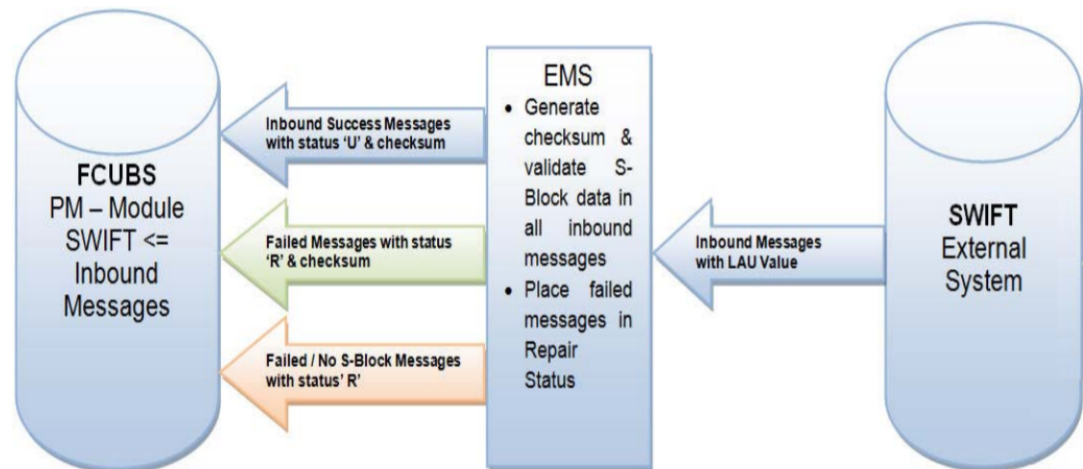 FCUBS
PM – Module
SWIFT <=
Inbound
Messages
Inbound Success Messages
with status ‘U’ & checksum
Failed Messages with status
‘R’ & checksum
Failed / No S-Block Messages
with status’ R’
EMS
• Generate
checksum &
validate S-
Block data in
all inbound
messages
• Place failed
messages in
Repair
Status
Inbound Messages
with LAU Value
SWIFT
External
System